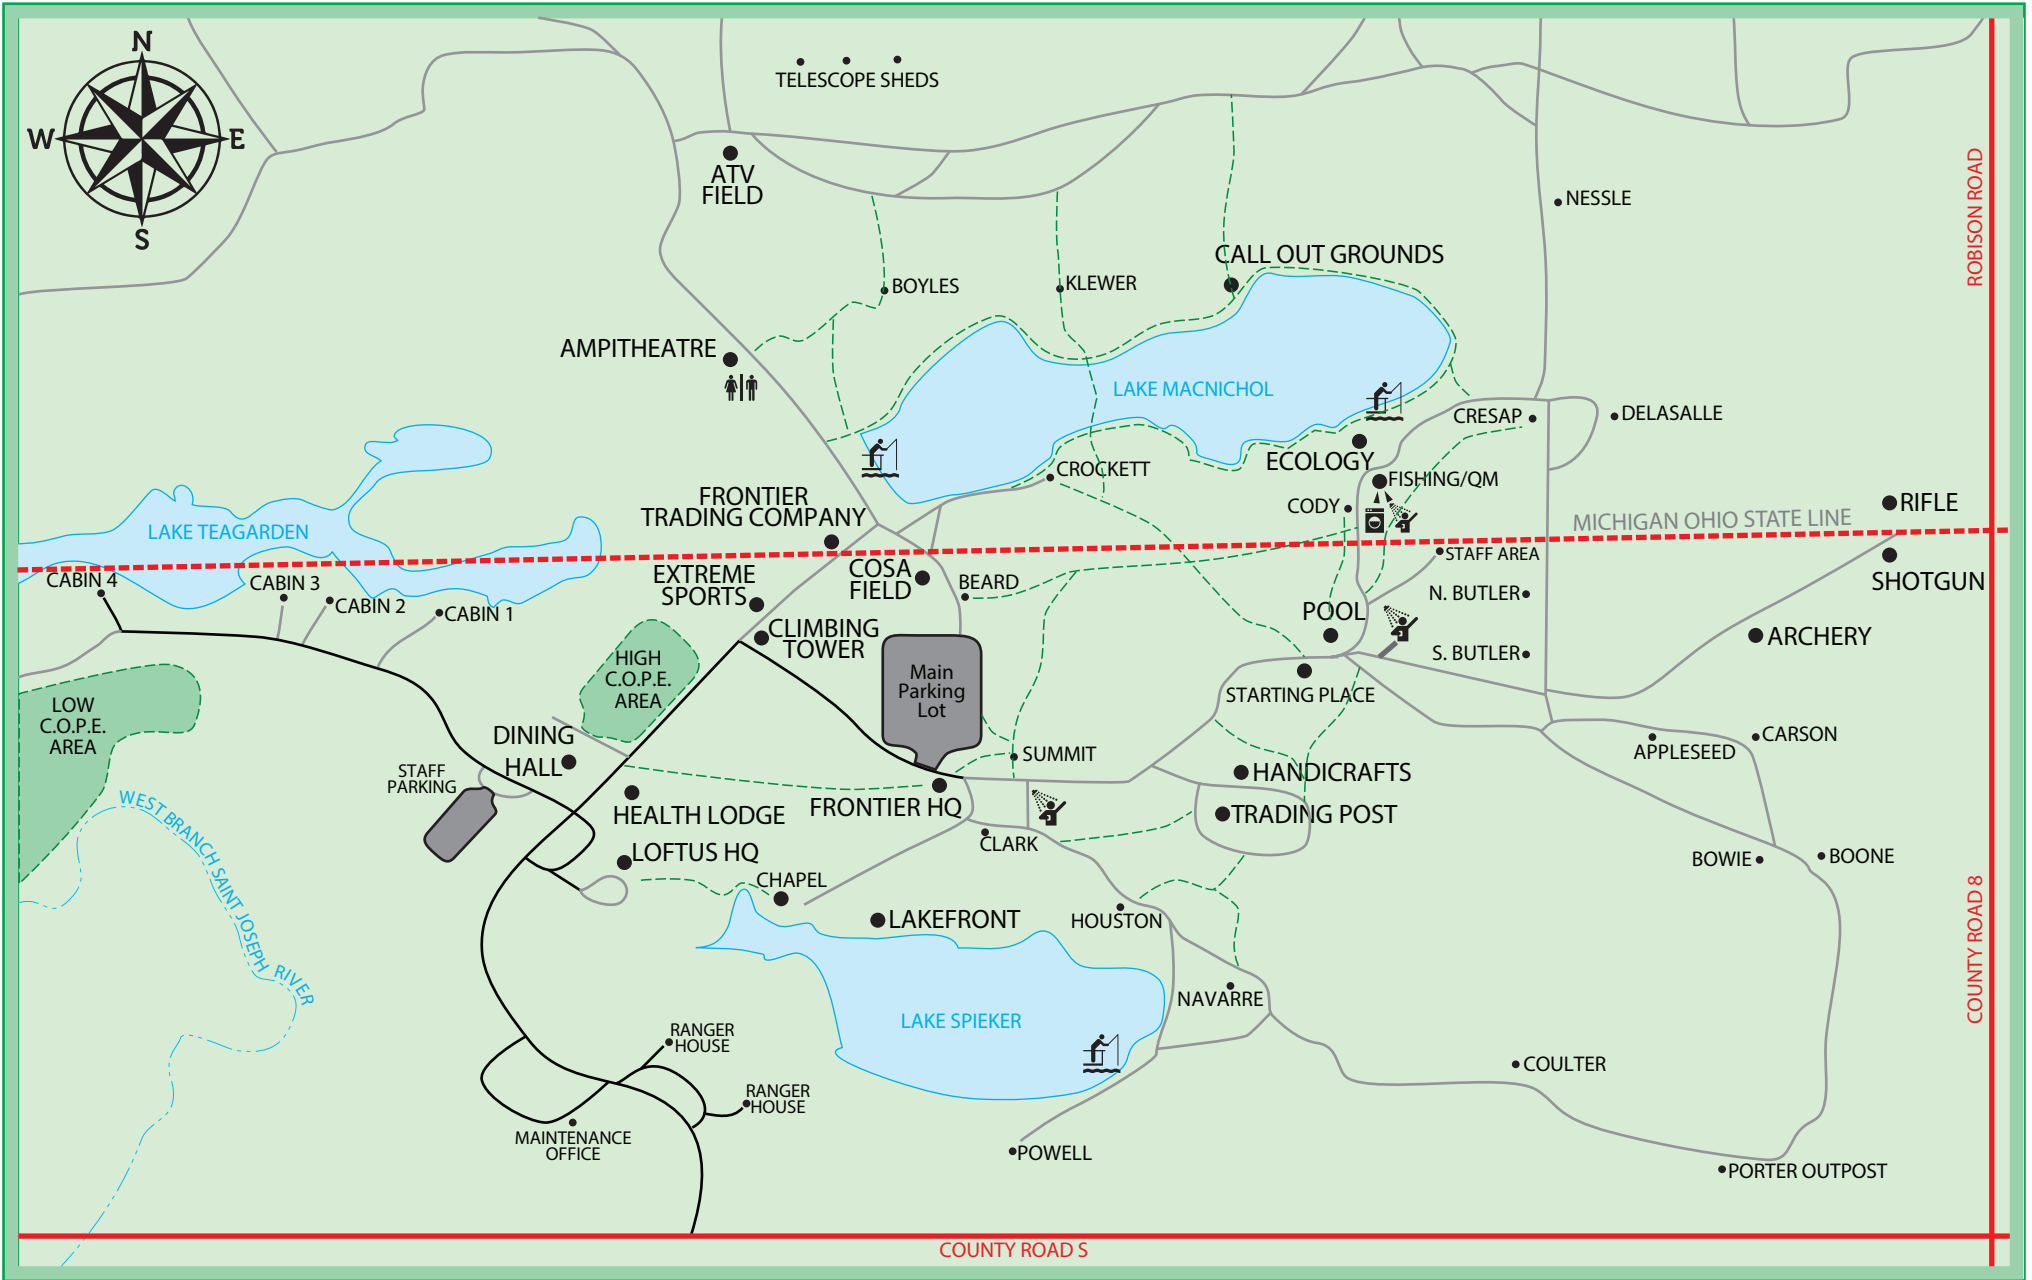 N
W
E
S
TELESCOPE SHEDS
ATV
FIELD
NESSLE
ROBISON ROAD
CALL OUT GROUNDS
BOYLES
KLEWER
AMPITHEATRE
LAKE MACNICHOL
CRESAP
DELASALLE
ECOLOGY
CROCKETT
FISHING/QM
FRONTIER
TRADING COMPANY
CODY
RIFLE
MICHIGAN OHIO STATE LINE
LAKE TEAGARDEN
STAFF AREA
SHOTGUN
CABIN 4
CABIN 3
CABIN 2
CABIN 1
EXTREME
SPORTS
COSA
FIELD
BEARD
N. BUTLER
POOL
CLIMBING
TOWER
ARCHERY
S. BUTLER
HIGH
C.O.P.E.
AREA
Main
Parking
Lot
STARTING PLACE
LOW
C.O.P.E.
AREA
DINING
HALL
SUMMIT
APPLESEED
CARSON
STAFF
PARKING
HANDICRAFTS
FRONTIER HQ
HEALTH LODGE
TRADING POST
WEST BRANCH SAINT JOSEPH RIVER
CLARK
LOFTUS HQ
BOWIE
BOONE
CHAPEL
LAKEFRONT
HOUSTON
COUNTY ROAD 8
NAVARRE
LAKE SPIEKER
RANGER
HOUSE
COULTER
RANGER
HOUSE
MAINTENANCE
OFFICE
POWELL
PORTER OUTPOST
COUNTY ROAD S